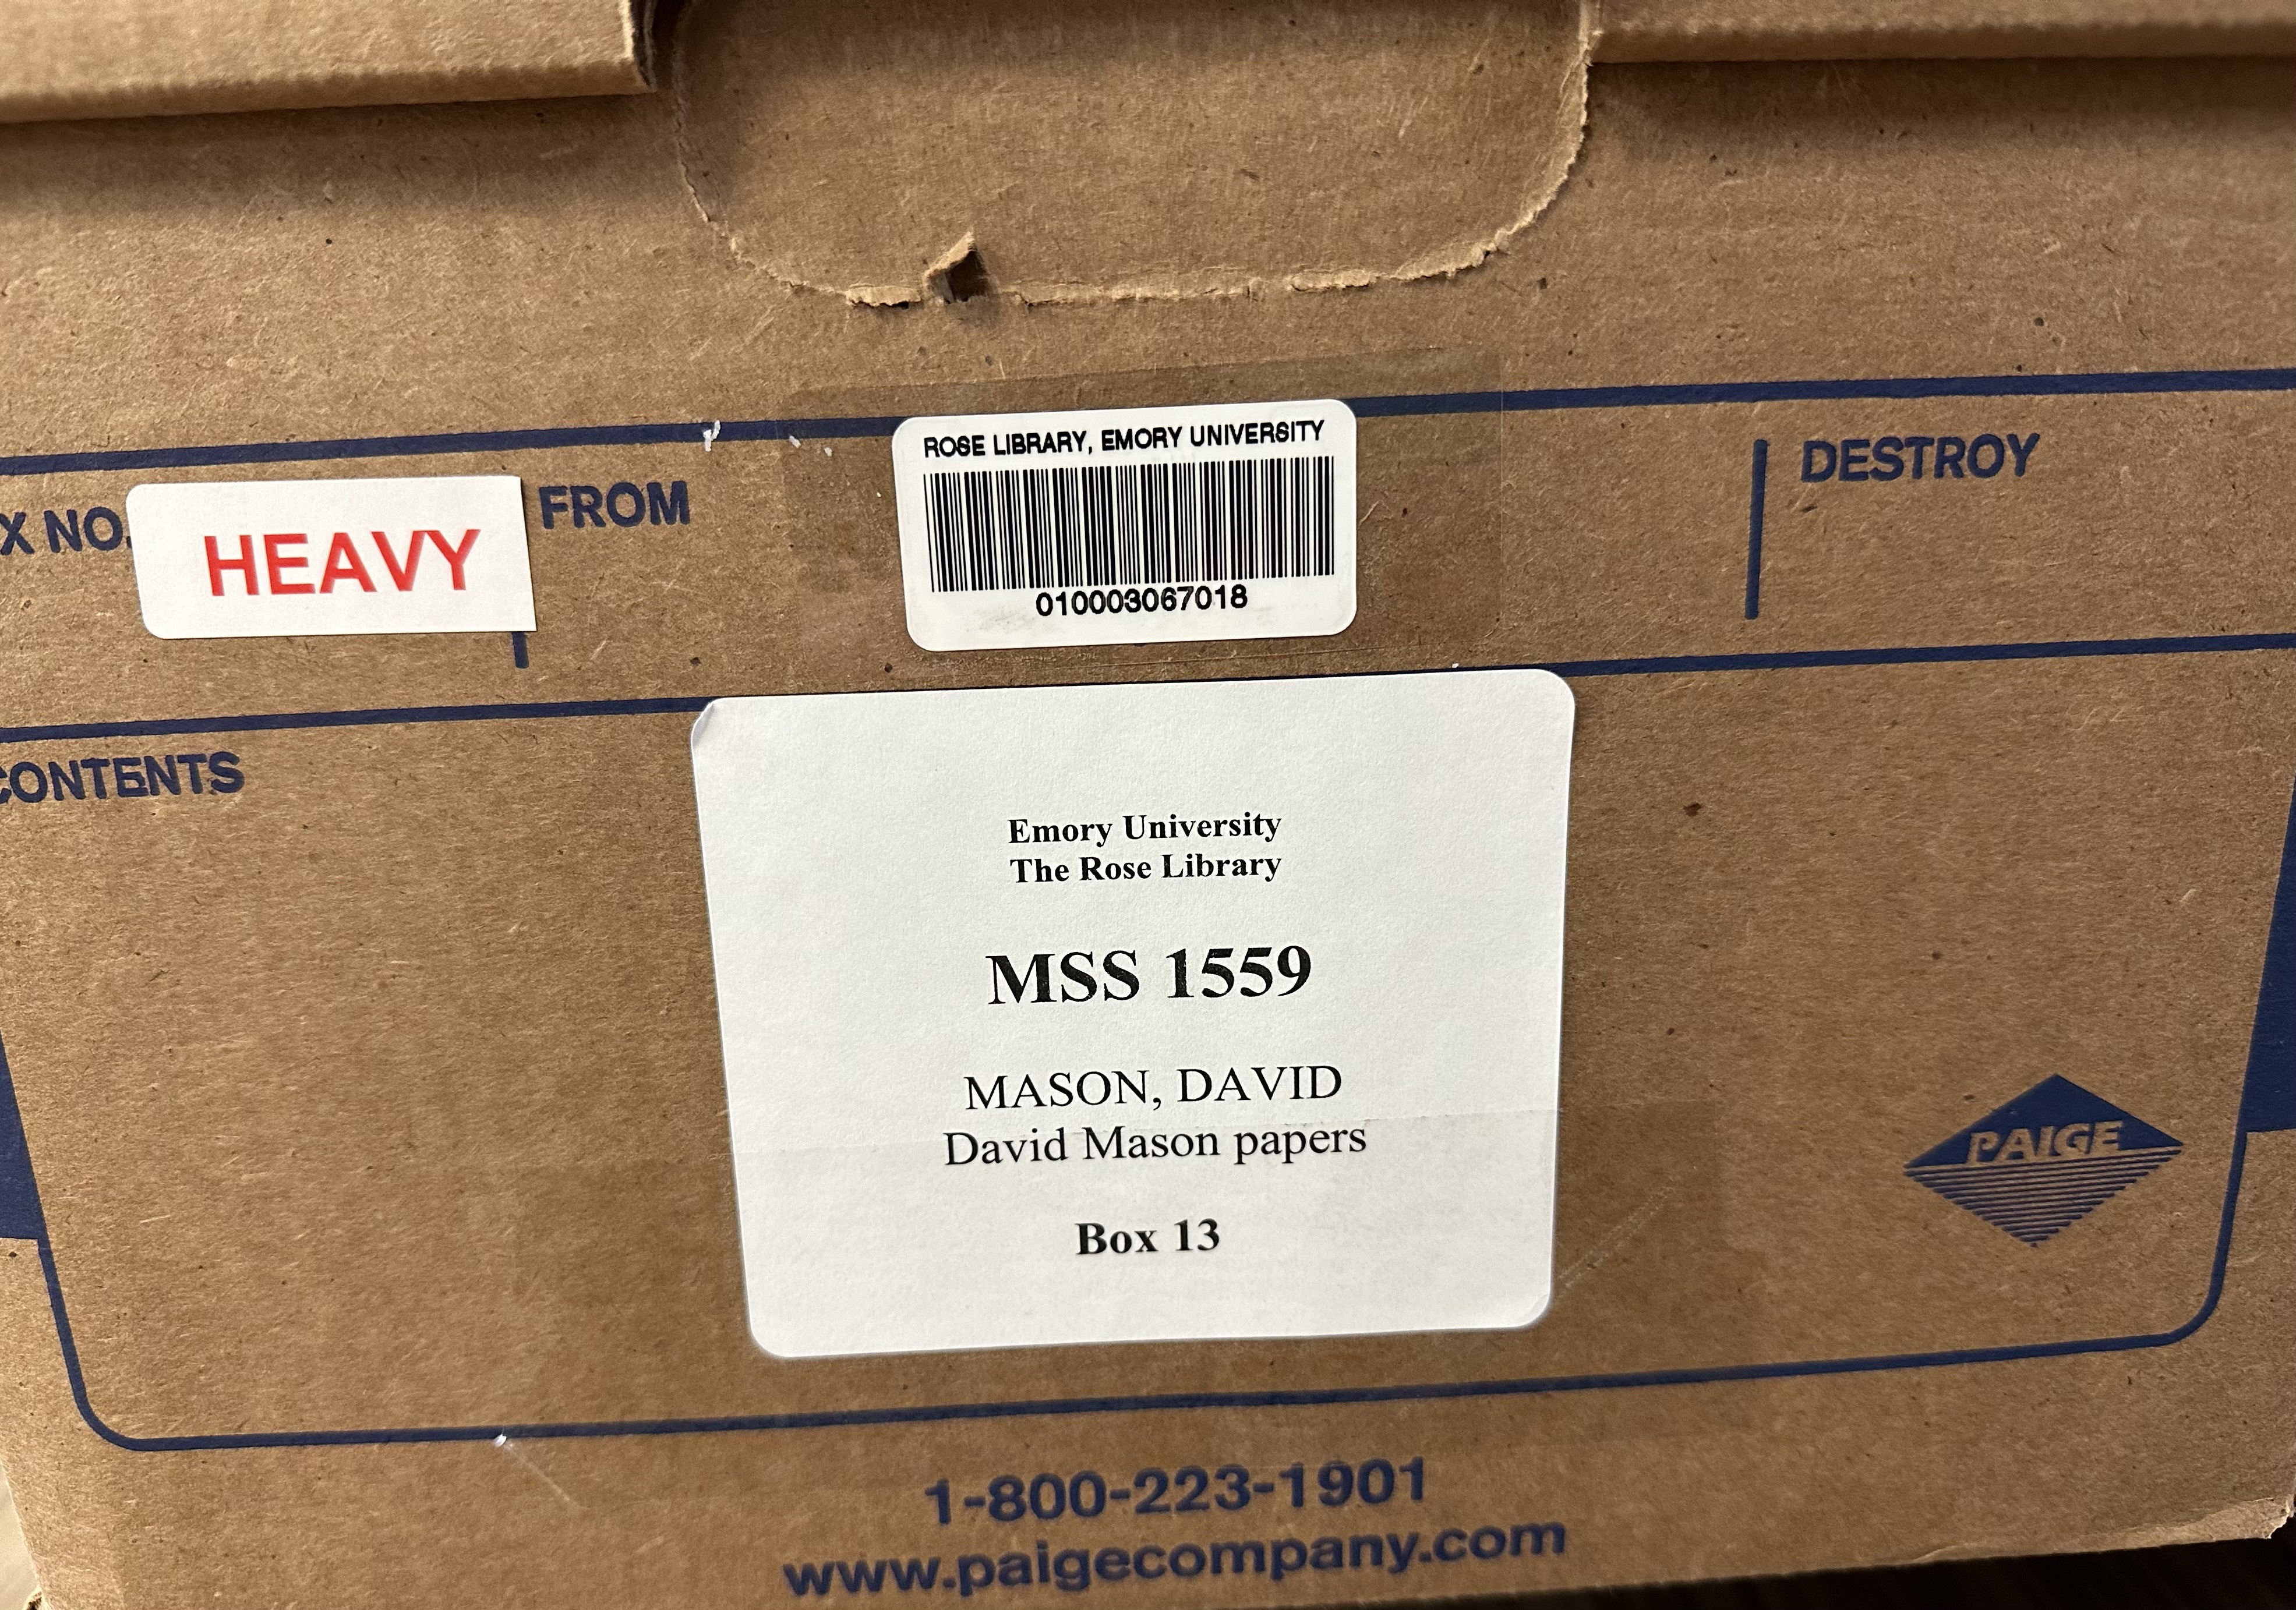 ROSE LIBRARY, EMORY UNIVERSITY
010003067018
X NO.
HEAVY
FROM
DESTROY
CONTENTS
Emory University
The Rose Library
MSS 1559
MASON, DAVID
David Mason papers
Box 13
PAIGE
1-800-223-1901
www.paigecompany.com